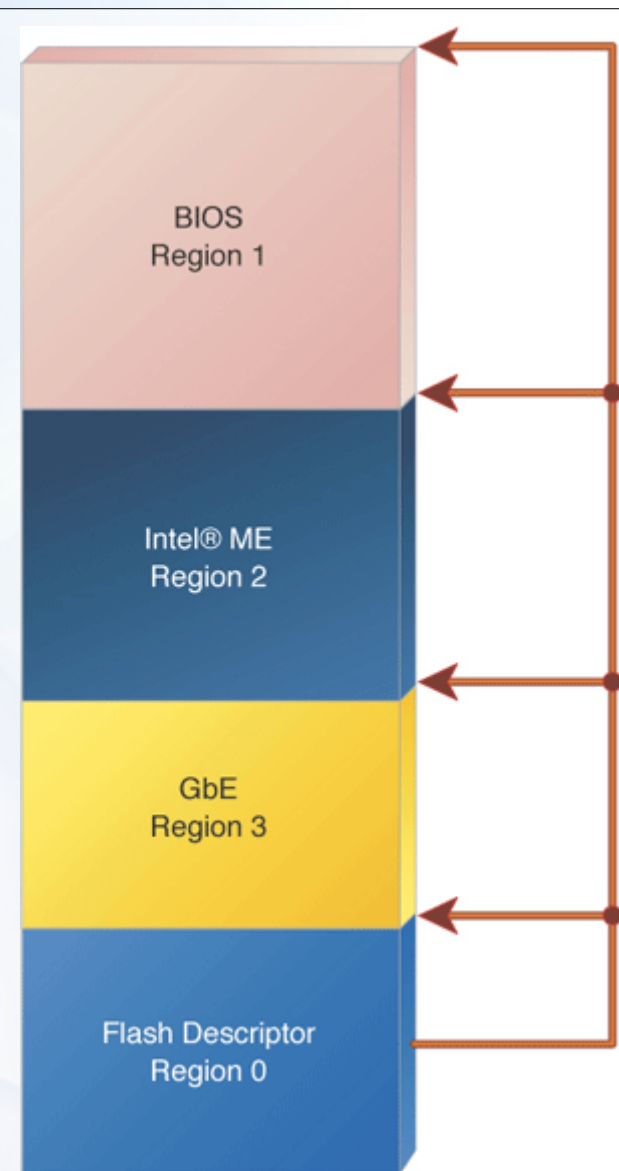 BIOS
Region 1
Intel® ME
Region 2
GbE
Region 3
Flash Descriptor
Region 0